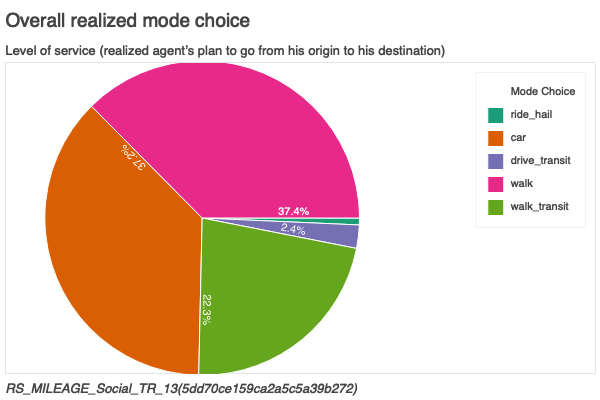 Overall realized mode choice
Level of service (realized agent's plan to go from his origin to his destination)
Mode Choice
ride_hail
car
drive_transit
walk
walk_transit
37.2%
37.4%
2.4%
22.3%
RS_MILEAGE_Social_TR_13(5dd70ce159ca2a5c5a39b272)